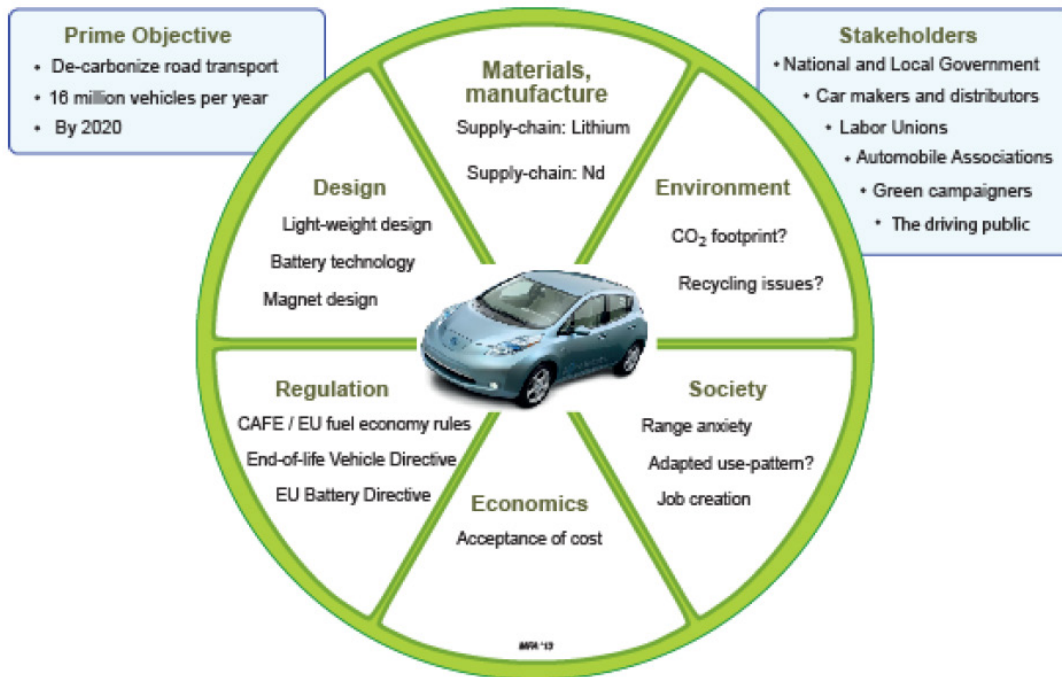 Prime Objective
• De-carbonize road transport
• 16 million vehicles per year
• By 2020
Stakeholders
• National and Local Government
• Car makers and distributors
• Labor Unions
• Automobile Associations
• Green campaigners
• The driving public
Materials,
manufacture
Supply-chain: Lithium
Supply-chain: Nd
Design
Light-weight design
Battery technology
Magnet design
Environment
CO₂ footprint?
Recycling issues?
Regulation
CAFE / EU fuel economy rules
End-of-life Vehicle Directive
EU Battery Directive
Society
Range anxiety
Adapted use-pattern?
Job creation
Economics
Acceptance of cost
MFA '13